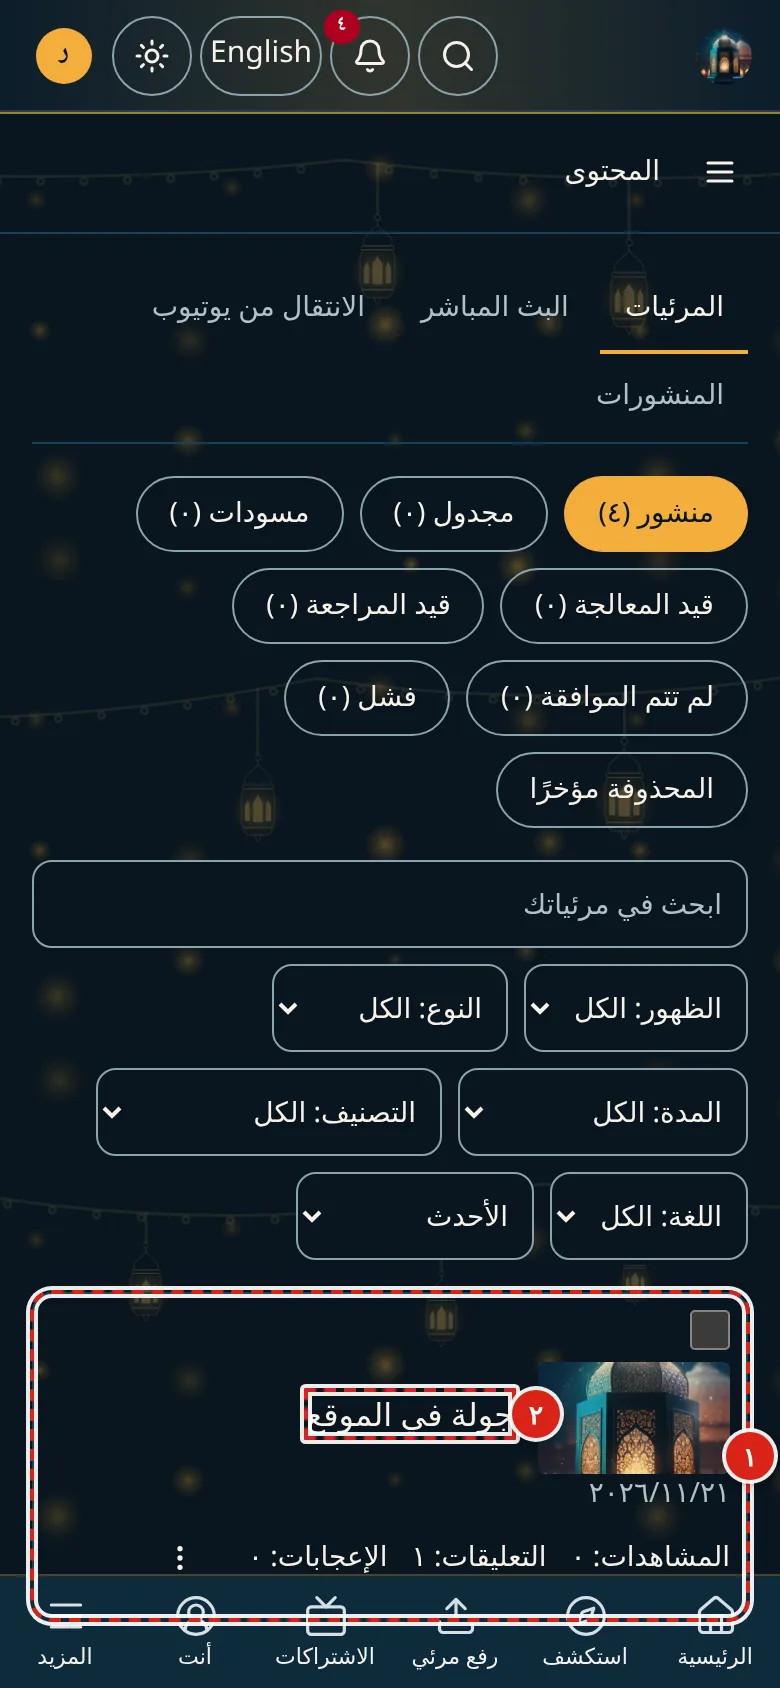 ر
English
٤
المحتوى
المرئيات البث المباشر الانتقال من يوتيوب
المنشورات
منشور (٤) مجدول (٠) مسودات (٠)
قيد المعالجة (٠) قيد المراجعة (٠)
لم تتم الموافقة (٠) فشل (٠)
المحذوفة مؤخرًا
ابحث في مرئياتك
الظهور: الكل النوع: الكل
المدة: الكل التصنيف: الكل
اللغة: الكل الأحدث
٢ جولة في الموقع
١
٢٠٢٦/١١/٢١
المشاهدات: ٠ التعليقات: ١ الإعجابات: ٠
الرئيسية استكشف رفع مرئي الاشتراكات أنت المزيد